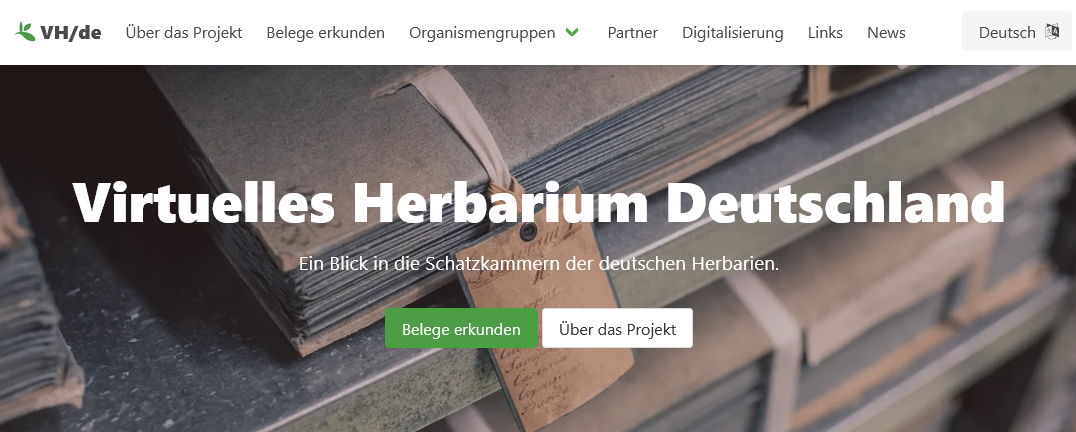 VH/de Über das Projekt Belege erkunden Organismengruppen Partner Digitalisierung Links News Deutsch
Virtuelles Herbarium Deutschland
Ein Blick in die Schatzkammern der deutschen Herbarien.
Belege erkunden Über das Projekt